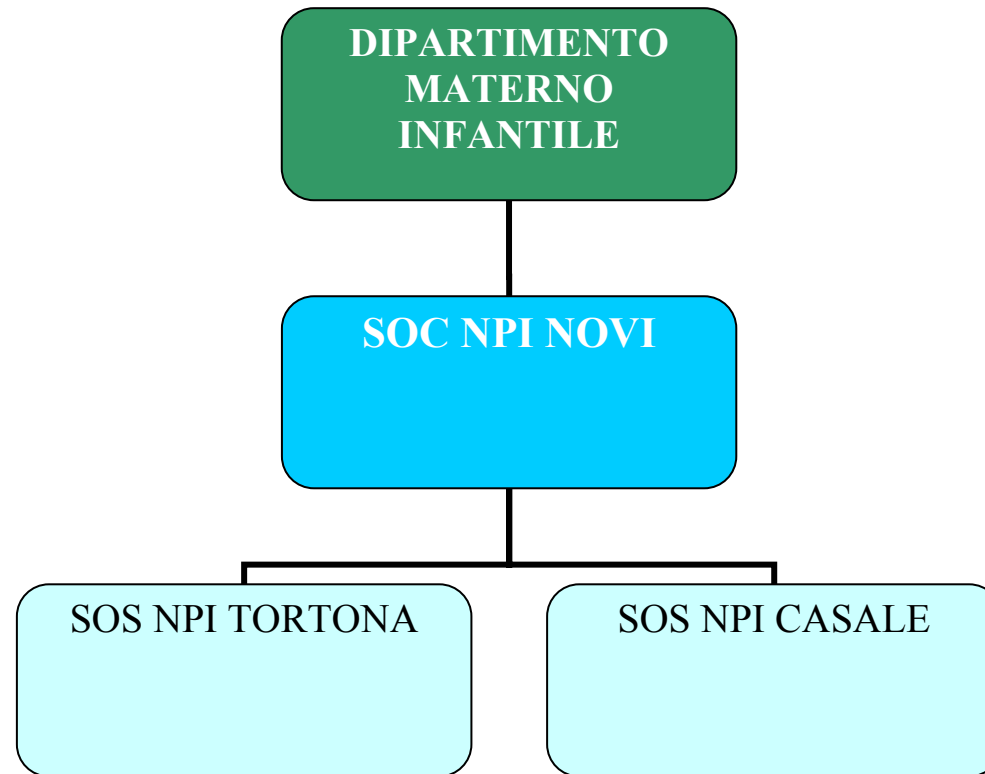 DIPARTIMENTO
MATERNO
INFANTILE
SOC NPI NOVI
SOS NPI TORTONA
SOS NPI CASALE